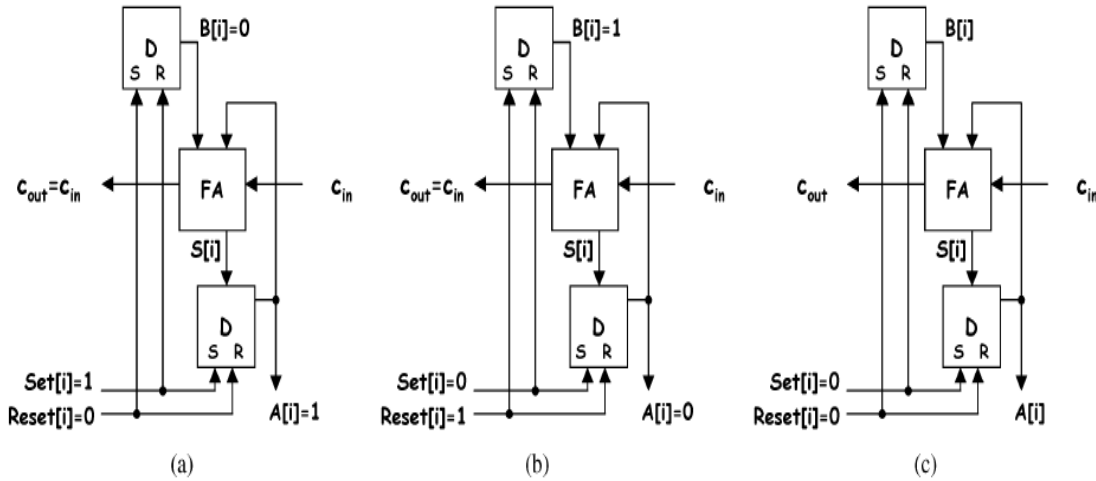 B[i]=0
D
S R
FA
c_out=c_in
c_in
S[i]
D
S R
Set[i]=1
Reset[i]=0
A[i]=1
(a)
B[i]=1
D
S R
FA
c_out=c_in
c_in
S[i]
D
S R
Set[i]=0
Reset[i]=1
A[i]=0
(b)
B[i]
D
S R
FA
c_out
c_in
S[i]
D
S R
Set[i]=0
Reset[i]=0
A[i]
(c)